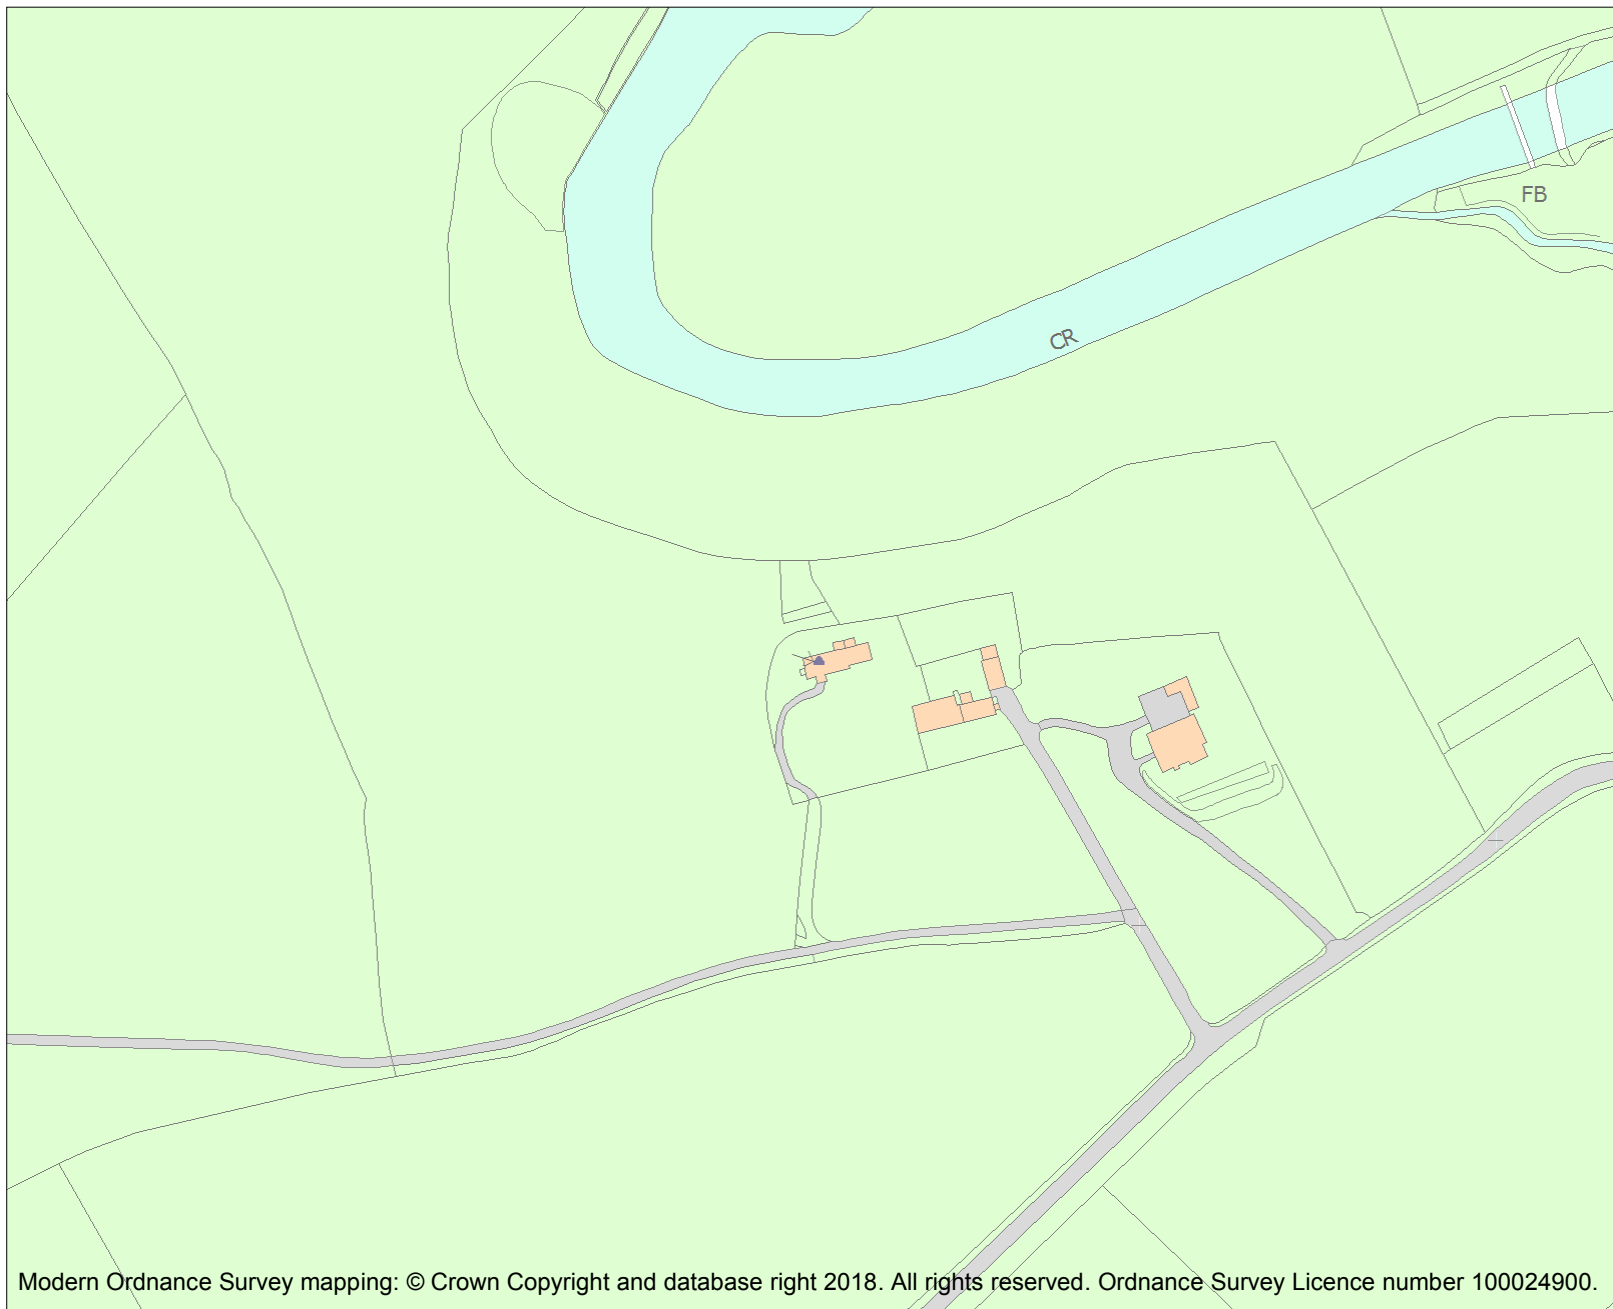 FB
CR
Modern Ordnance Survey mapping: © Crown Copyright and database right 2018. All rights reserved. Ordnance Survey Licence number 100024900.